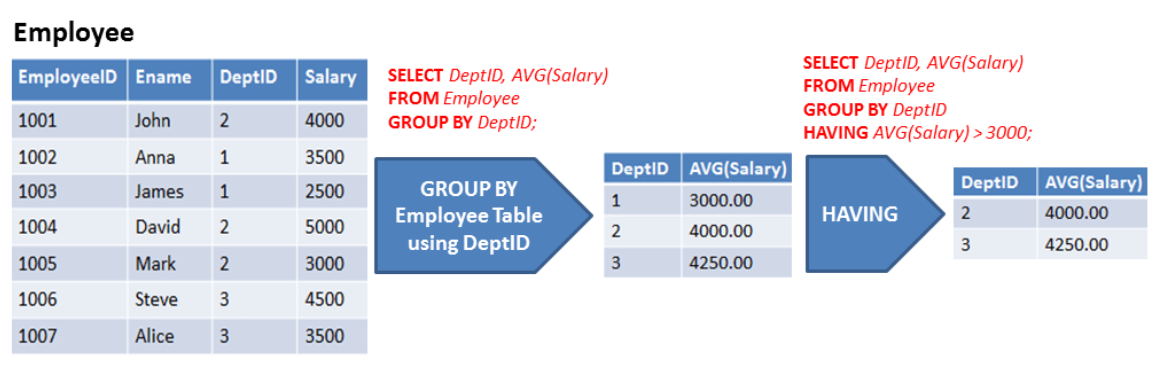 Employee
EmployeeID Ename DeptID Salary
1001 John 2 4000
1002 Anna 1 3500
1003 James 1 2500
1004 David 2 5000
1005 Mark 2 3000
1006 Steve 3 4500
1007 Alice 3 3500
SELECT DeptID, AVG(Salary)
FROM Employee
GROUP BY DeptID;
GROUP BY
Employee Table
using DeptID
DeptID AVG(Salary)
1 3000.00
2 4000.00
3 4250.00
SELECT DeptID, AVG(Salary)
FROM Employee
GROUP BY DeptID
HAVING AVG(Salary) > 3000;
HAVING
DeptID AVG(Salary)
2 4000.00
3 4250.00